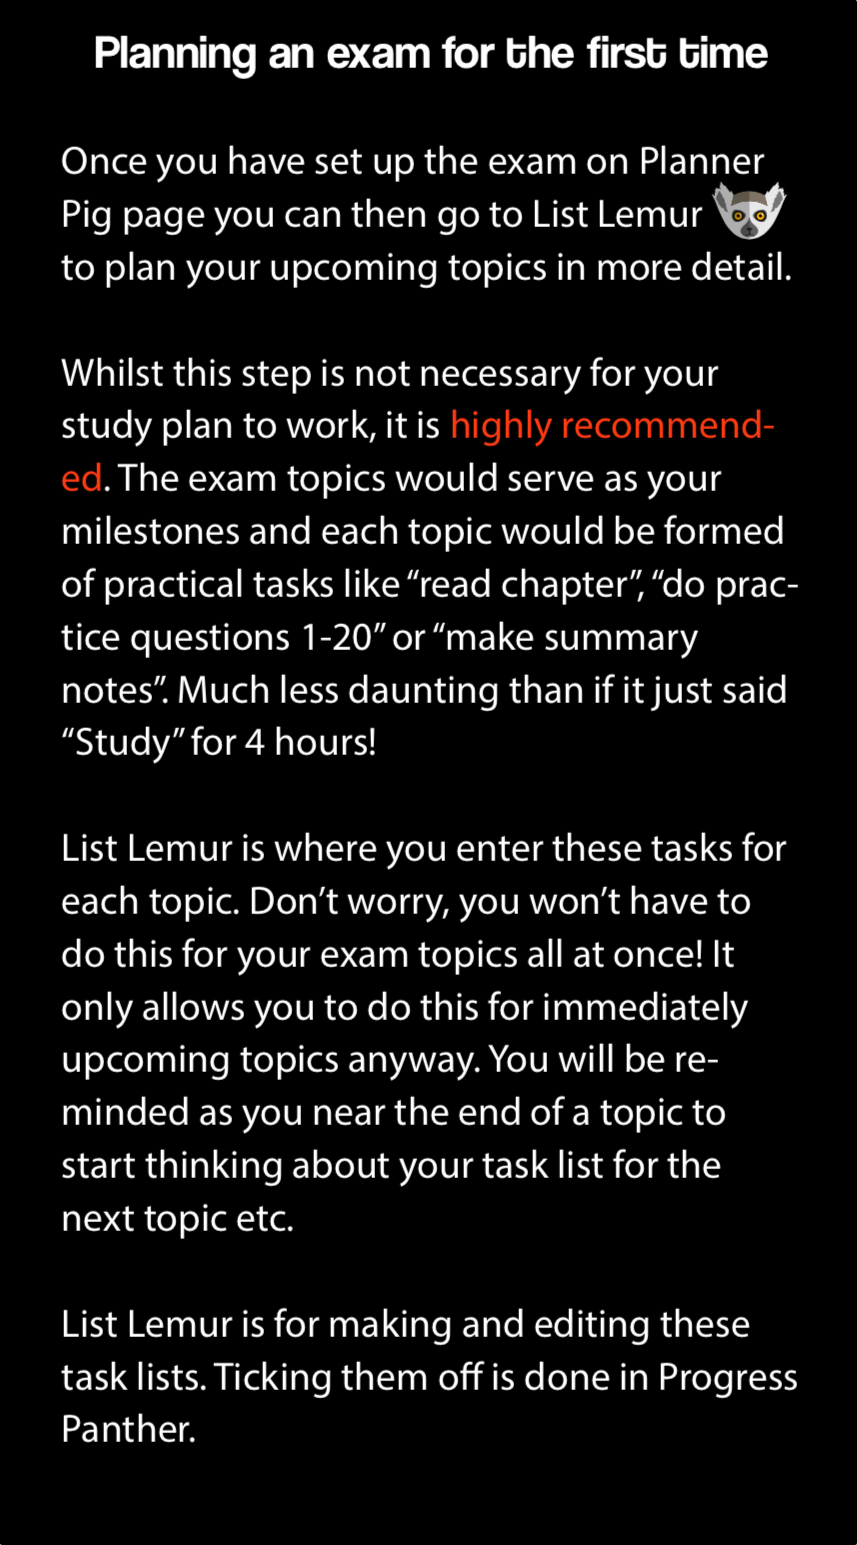 Planning an exam for the first time
Once you have set up the exam on Planner
Pig page you can then go to List Lemur
to plan your upcoming topics in more detail.
Whilst this step is not necessary for your
study plan to work, it is highly recommend-
ed. The exam topics would serve as your
milestones and each topic would be formed
of practical tasks like “read chapter”, “do prac-
tice questions 1-20” or “make summary
notes”. Much less daunting than if it just said
“Study” for 4 hours!
List Lemur is where you enter these tasks for
each topic. Don’t worry, you won’t have to
do this for your exam topics all at once! It
only allows you to do this for immediately
upcoming topics anyway. You will be re-
minded as you near the end of a topic to
start thinking about your task list for the
next topic etc.
List Lemur is for making and editing these
task lists. Ticking them off is done in Progress
Panther.